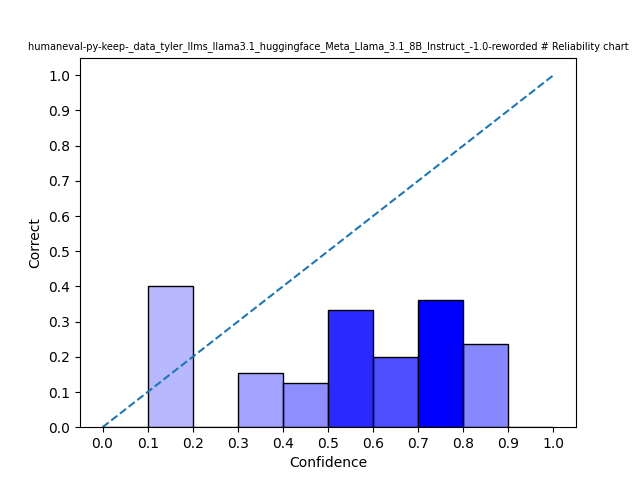 humaneval-py-keep-_data_tyler_llms_llama3.1_huggingface_Meta_Llama_3.1_8B_Instruct_-1.0-reworded # Reliability chart
1.0
0.9
0.8
0.7
0.6
0.5
0.4
0.3
0.2
0.1
0.0
Correct
0.0 0.1 0.2 0.3 0.4 0.5 0.6 0.7 0.8 0.9 1.0
Confidence